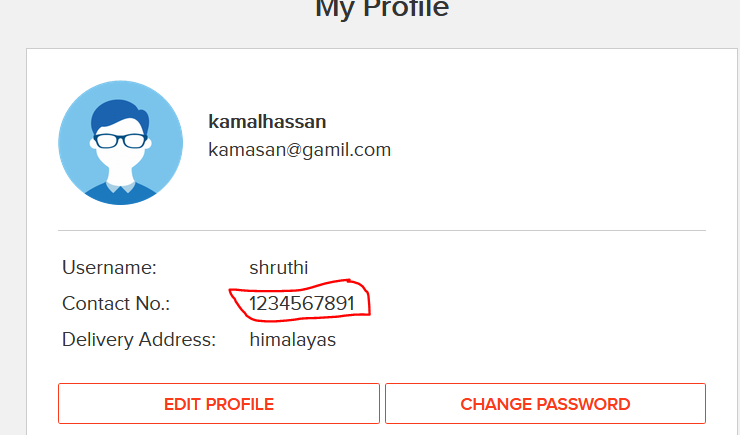 My Profile
kamalhassan
kamasan@gamil.com
Username: shruthi
Contact No.: 1234567891
Delivery Address: himalayas
EDIT PROFILE CHANGE PASSWORD